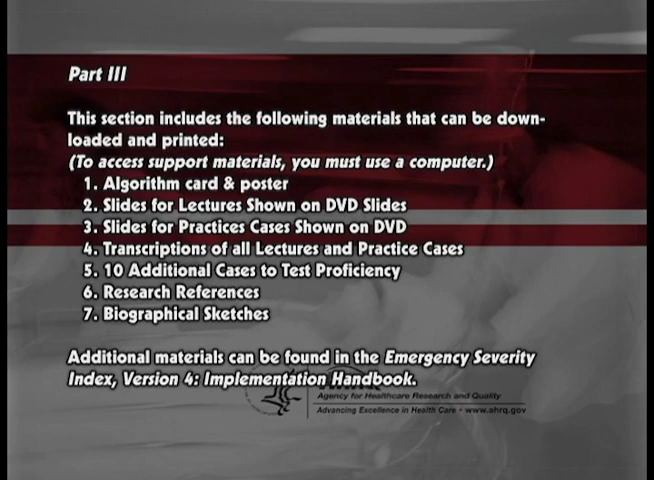 Part III
This section includes the following materials that can be down-
loaded and printed:
(To access support materials, you must use a computer.)
1. Algorithm card & poster
2. Slides for Lectures Shown on DVD Slides
3. Slides for Practices Cases Shown on DVD
4. Transcriptions of all Lectures and Practice Cases
5. 10 Additional Cases to Test Proficiency
6. Research References
7. Biographical Sketches
Additional materials can be found in the Emergency Severity
Index, Version 4: Implementation Handbook.
AHRQ
Agency for Healthcare Research and Quality
Advancing Excellence in Health Care • www.ahrq.gov